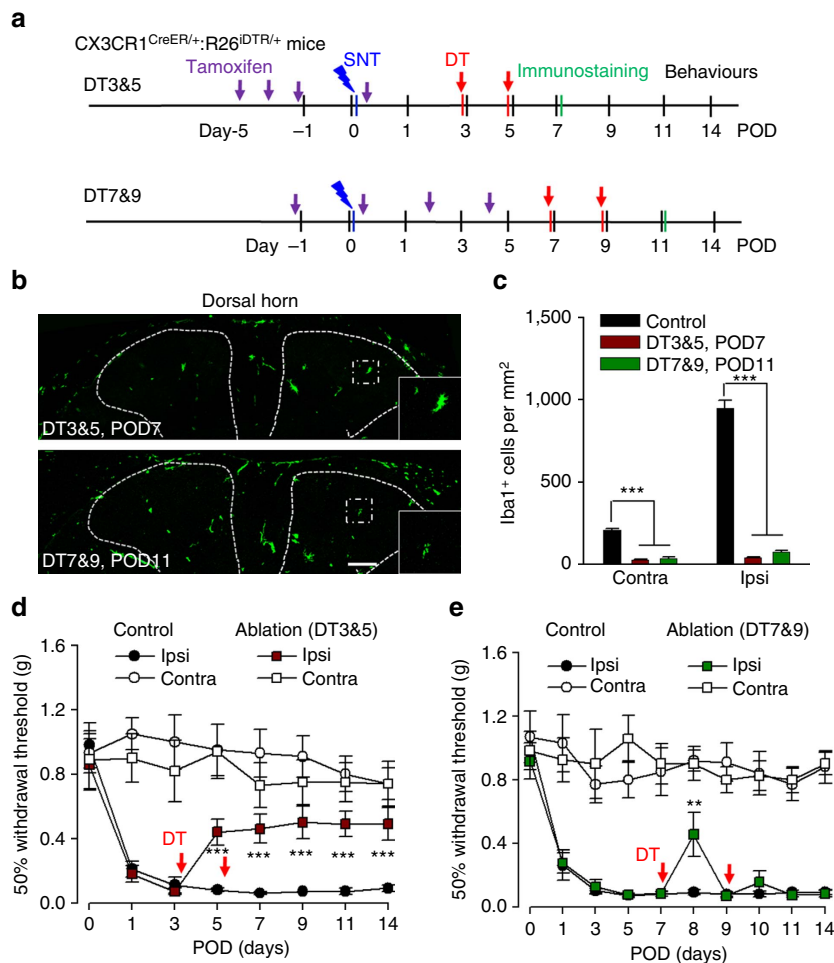 a
CX3CR1CreER/+:R26iDTR/+ mice
Tamoxifen SNT DT Immunostaining Behaviours
DT3&5
Day-5 –1 0 1 3 5 7 9 11 14 POD
DT7&9
Day –1 0 1 3 5 7 9 11 14 POD
b
Dorsal horn
DT3&5, POD7
DT7&9, POD11
c
1,500
1,000
500
0
Iba1+ cells per mm2
Control
DT3&5, POD7
DT7&9, POD11
***
***
Contra Ipsi
d
Control Ablation (DT3&5)
Ipsi Ipsi
Contra Contra
50% withdrawal threshold (g)
1.6
1.2
0.8
0.4
0.0
DT
*** *** *** *** ***
0 1 3 5 7 9 11 14
POD (days)
e
Control Ablation (DT7&9)
Ipsi Ipsi
Contra Contra
50% withdrawal threshold (g)
1.6
1.2
0.8
0.4
0.0
**
DT
0 1 3 5 7 8 9 10 11 14
POD (days)